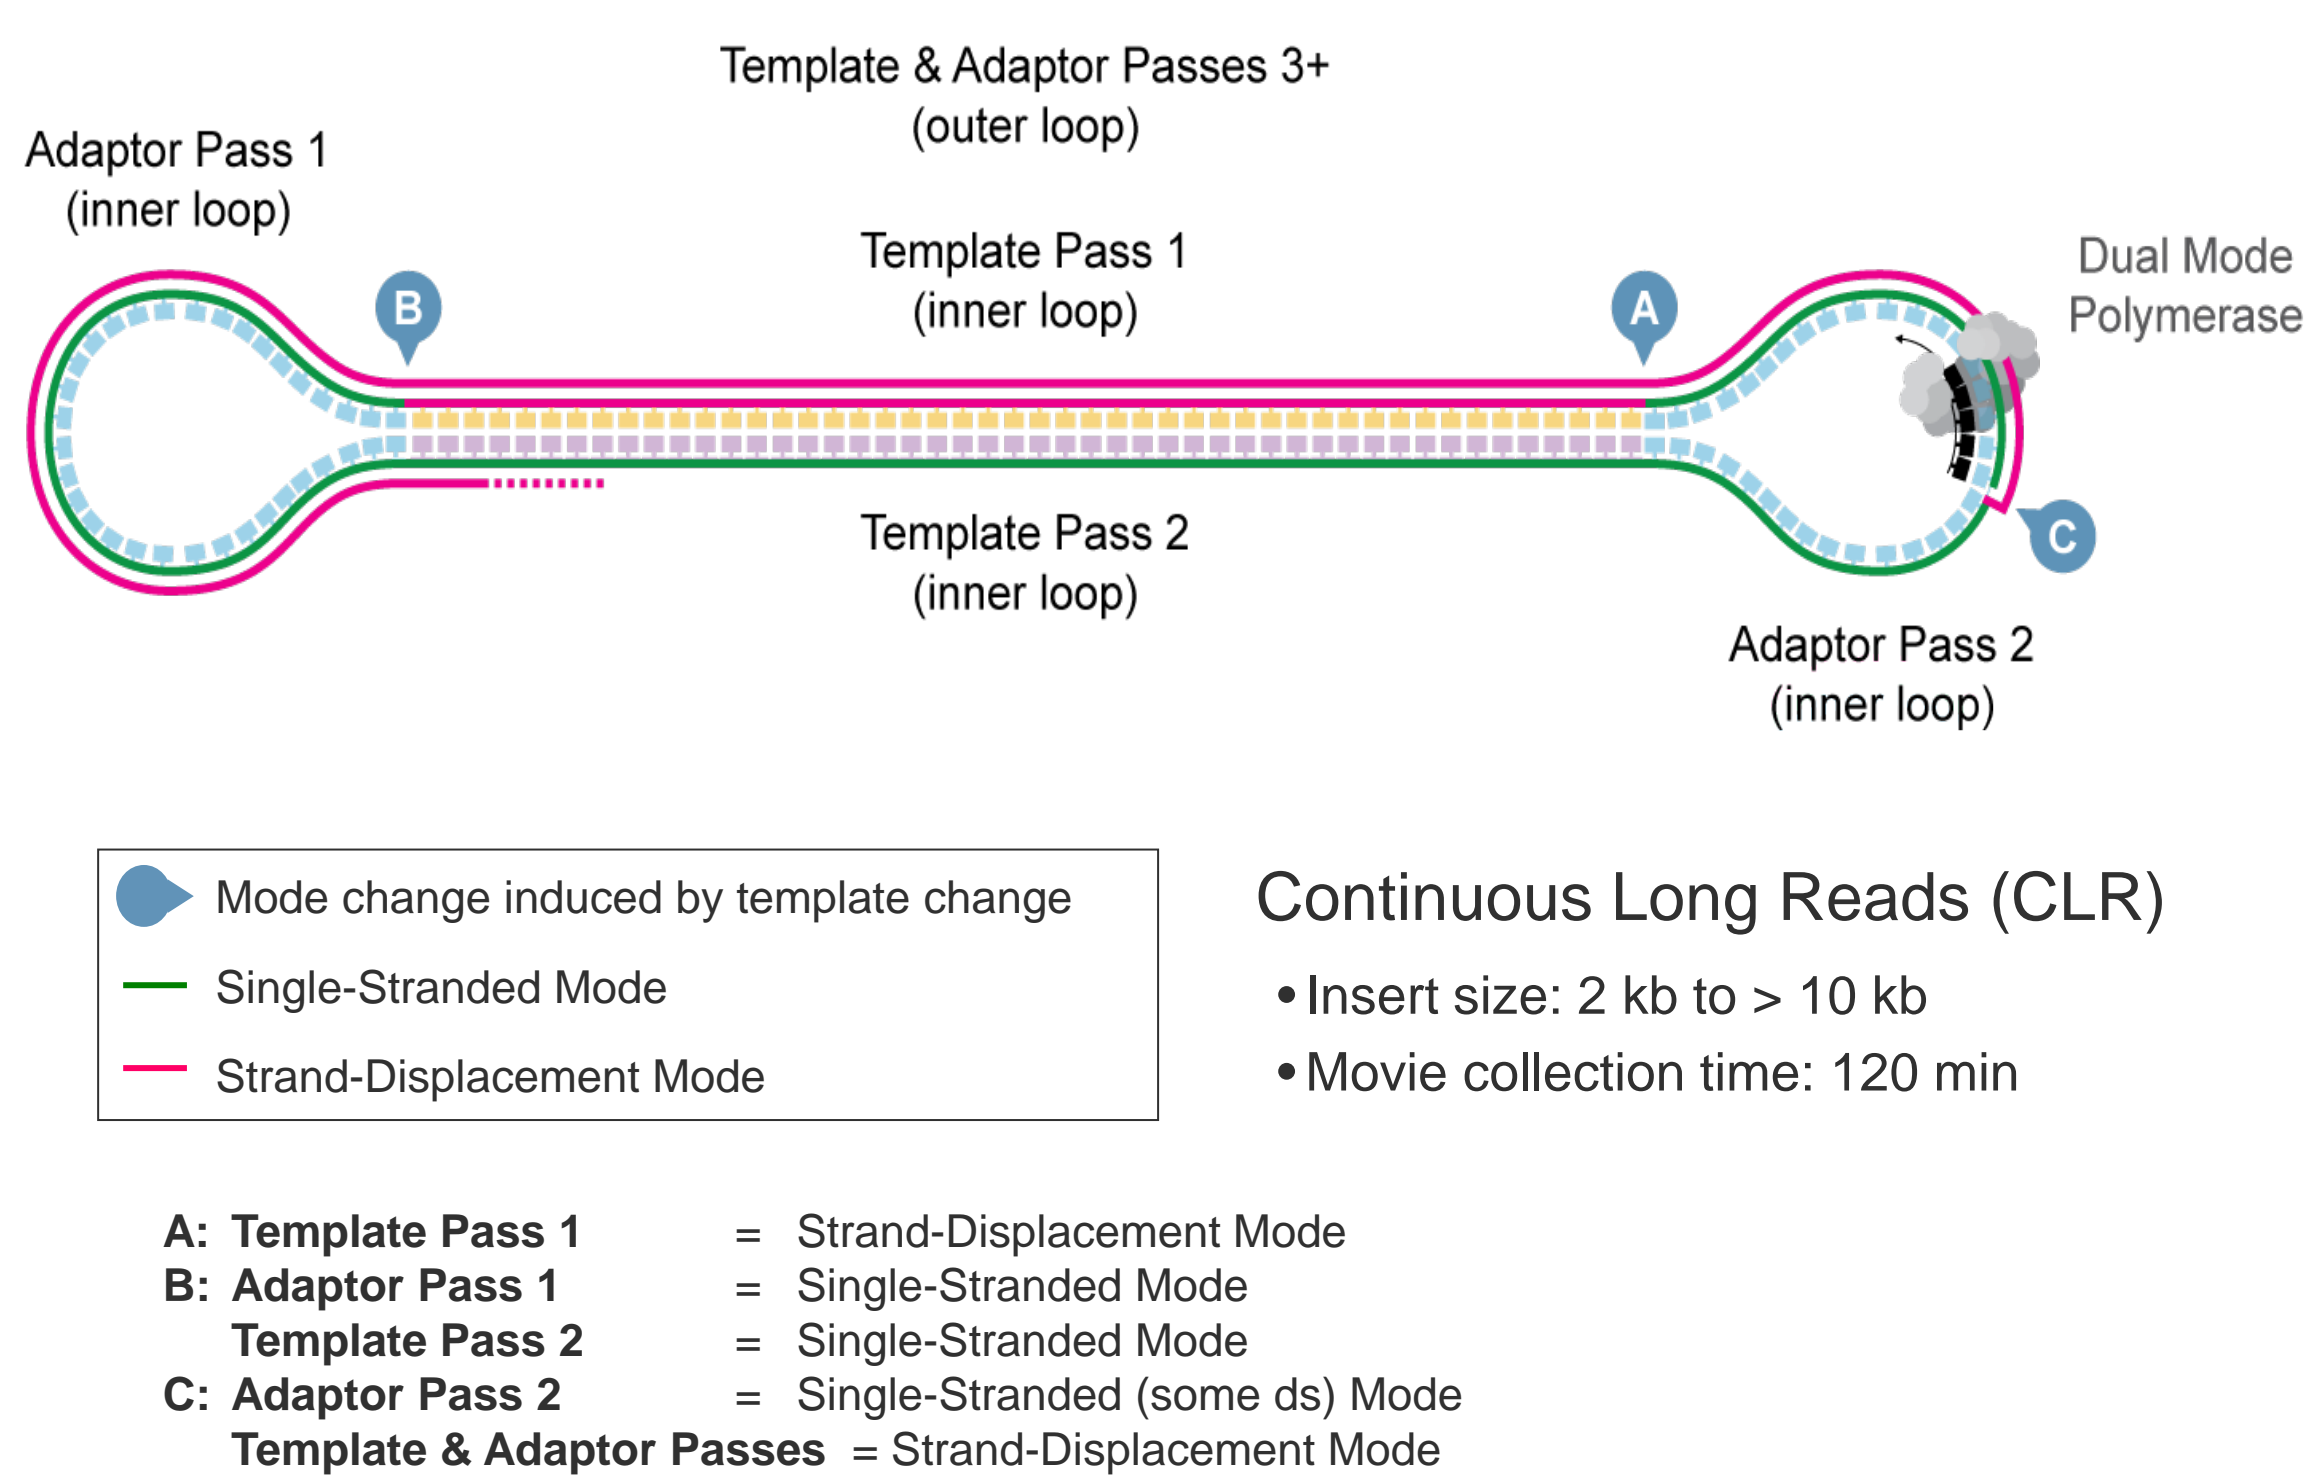 Template & Adaptor Passes 3+
(outer loop)
Adaptor Pass 1
(inner loop)
Template Pass 1
(inner loop)
Dual Mode
Polymerase
B
A
C
Template Pass 2
(inner loop)
Adaptor Pass 2
(inner loop)
Mode change induced by template change
Single-Stranded Mode
Strand-Displacement Mode
Continuous Long Reads (CLR)
• Insert size: 2 kb to > 10 kb
• Movie collection time: 120 min
A: Template Pass 1 = Strand-Displacement Mode
B: Adaptor Pass 1 = Single-Stranded Mode
Template Pass 2 = Single-Stranded Mode
C: Adaptor Pass 2 = Single-Stranded (some ds) Mode
Template & Adaptor Passes = Strand-Displacement Mode